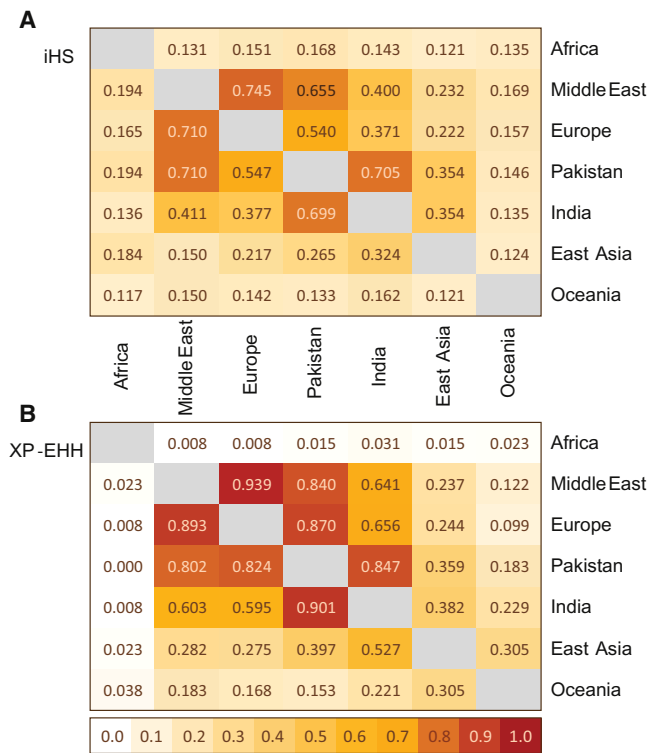 A
iHS
0.131 0.151 0.168 0.143 0.121 0.135 Africa
0.194 0.745 0.655 0.400 0.232 0.169 Middle East
0.165 0.710 0.540 0.371 0.222 0.157 Europe
0.194 0.710 0.547 0.705 0.354 0.146 Pakistan
0.136 0.411 0.377 0.699 0.354 0.135 India
0.184 0.150 0.217 0.265 0.324 0.124 East Asia
0.117 0.150 0.142 0.133 0.162 0.121 Oceania
Africa Middle East Europe Pakistan India East Asia Oceania
B
XP-EHH
0.008 0.008 0.015 0.031 0.015 0.023 Africa
0.023 0.939 0.840 0.641 0.237 0.122 Middle East
0.008 0.893 0.870 0.656 0.244 0.099 Europe
0.000 0.802 0.824 0.847 0.359 0.183 Pakistan
0.008 0.603 0.595 0.901 0.382 0.229 India
0.023 0.282 0.275 0.397 0.527 0.305 East Asia
0.038 0.183 0.168 0.153 0.221 0.305 Oceania
0.0 0.1 0.2 0.3 0.4 0.5 0.6 0.7 0.8 0.9 1.0